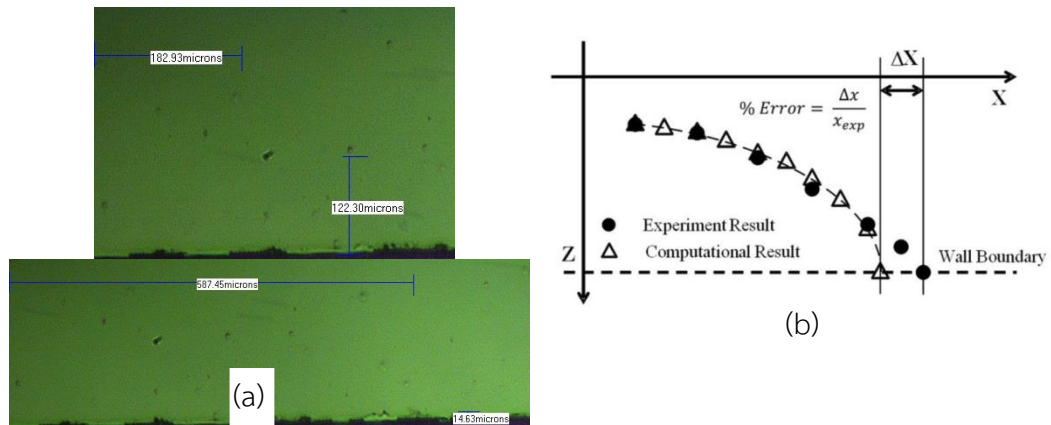 182.93microns
122.30microns
587.45microns
14.63microns
(a)
ΔX
X
% Error = Δx / x_exp
Experiment Result
Computational Result
Z
Wall Boundary
(b)